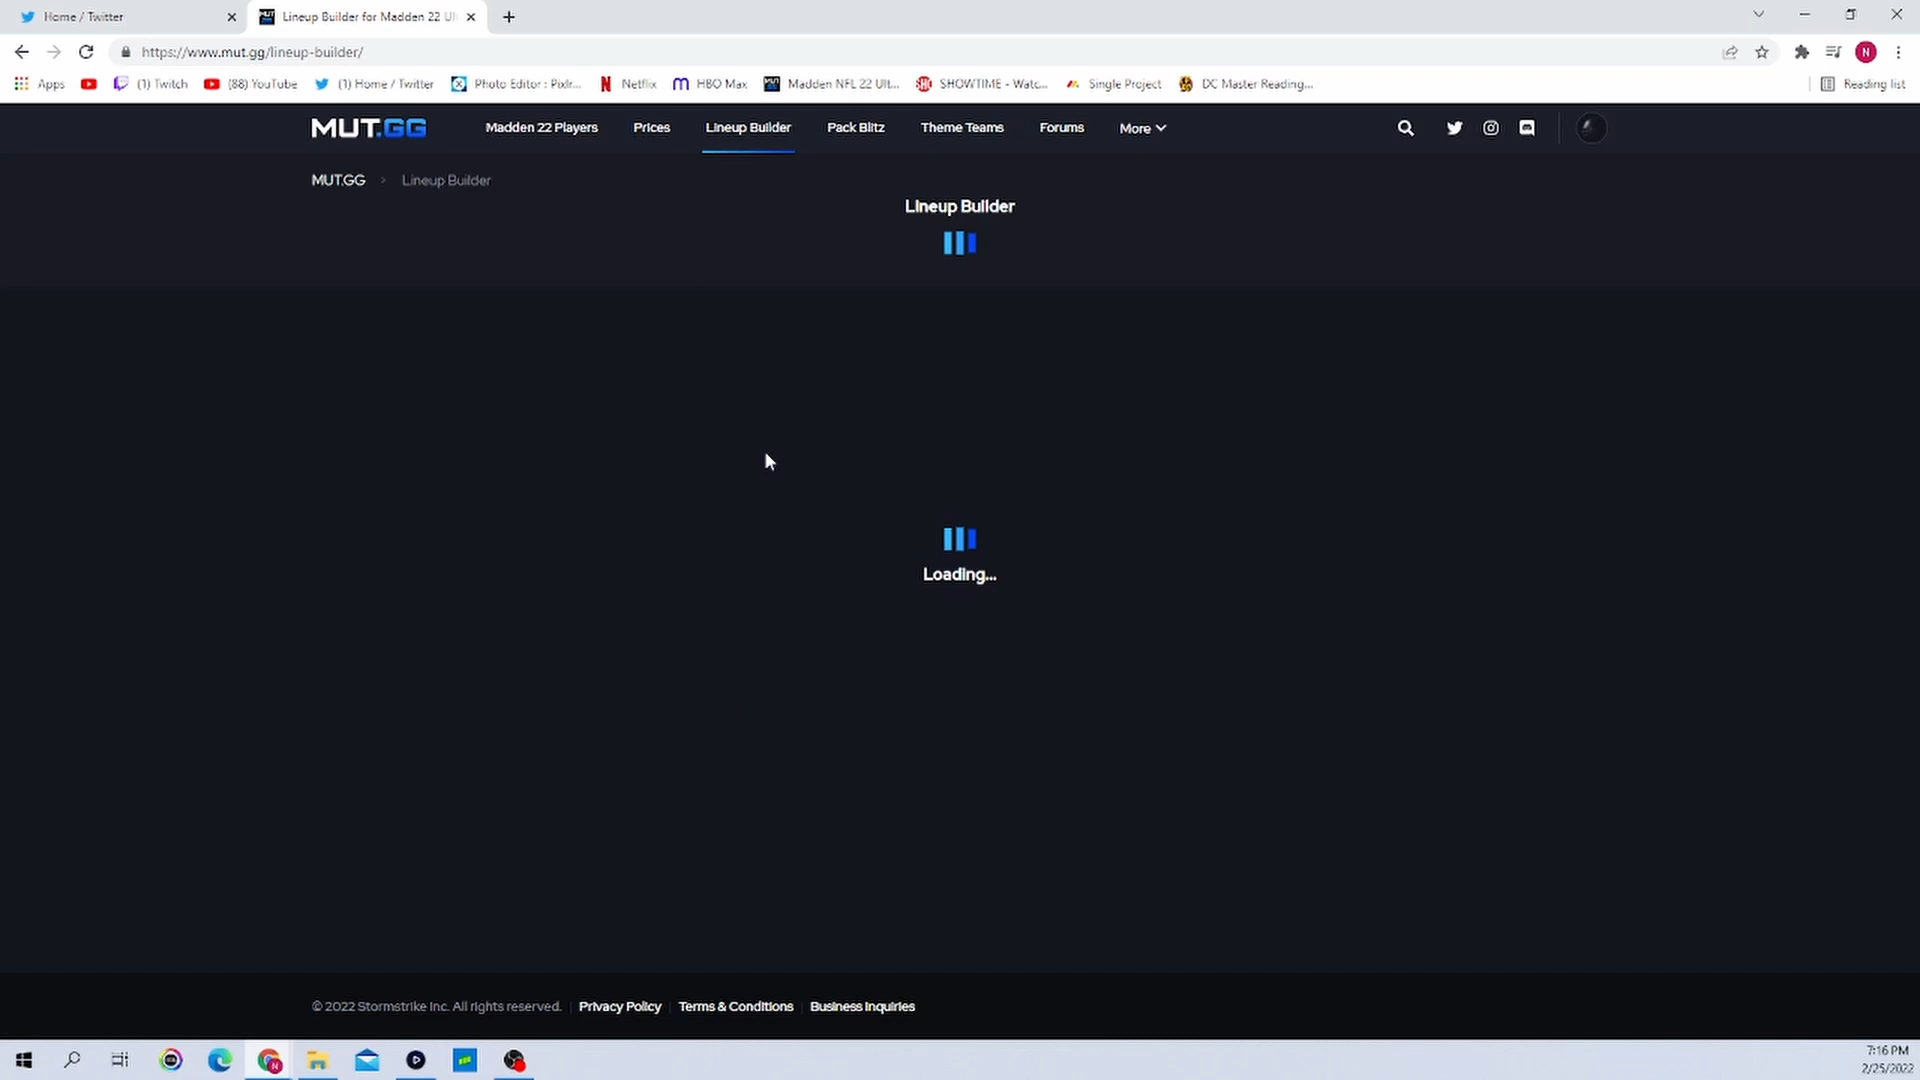 Home / Twitter
Lineup Builder for Madden 22 Ul
https://www.mut.gg/lineup-builder/
Apps
(1) Twitch
(88) YouTube
(1) Home / Twitter
Photo Editor : Pixlr...
Netflix
HBO Max
Madden NFL 22 Ult...
SHOWTIME - Watc...
Single Project
DC Master Reading...
Reading list
N
MUT.GG
Madden 22 Players
Prices
Lineup Builder
Pack Blitz
Theme Teams
Forums
More
MUT.GG > Lineup Builder
Lineup Builder
Loading...
© 2022 Stormstrike Inc. All rights reserved.
Privacy Policy
Terms & Conditions
Business Inquiries
7:16 PM
2/25/2022